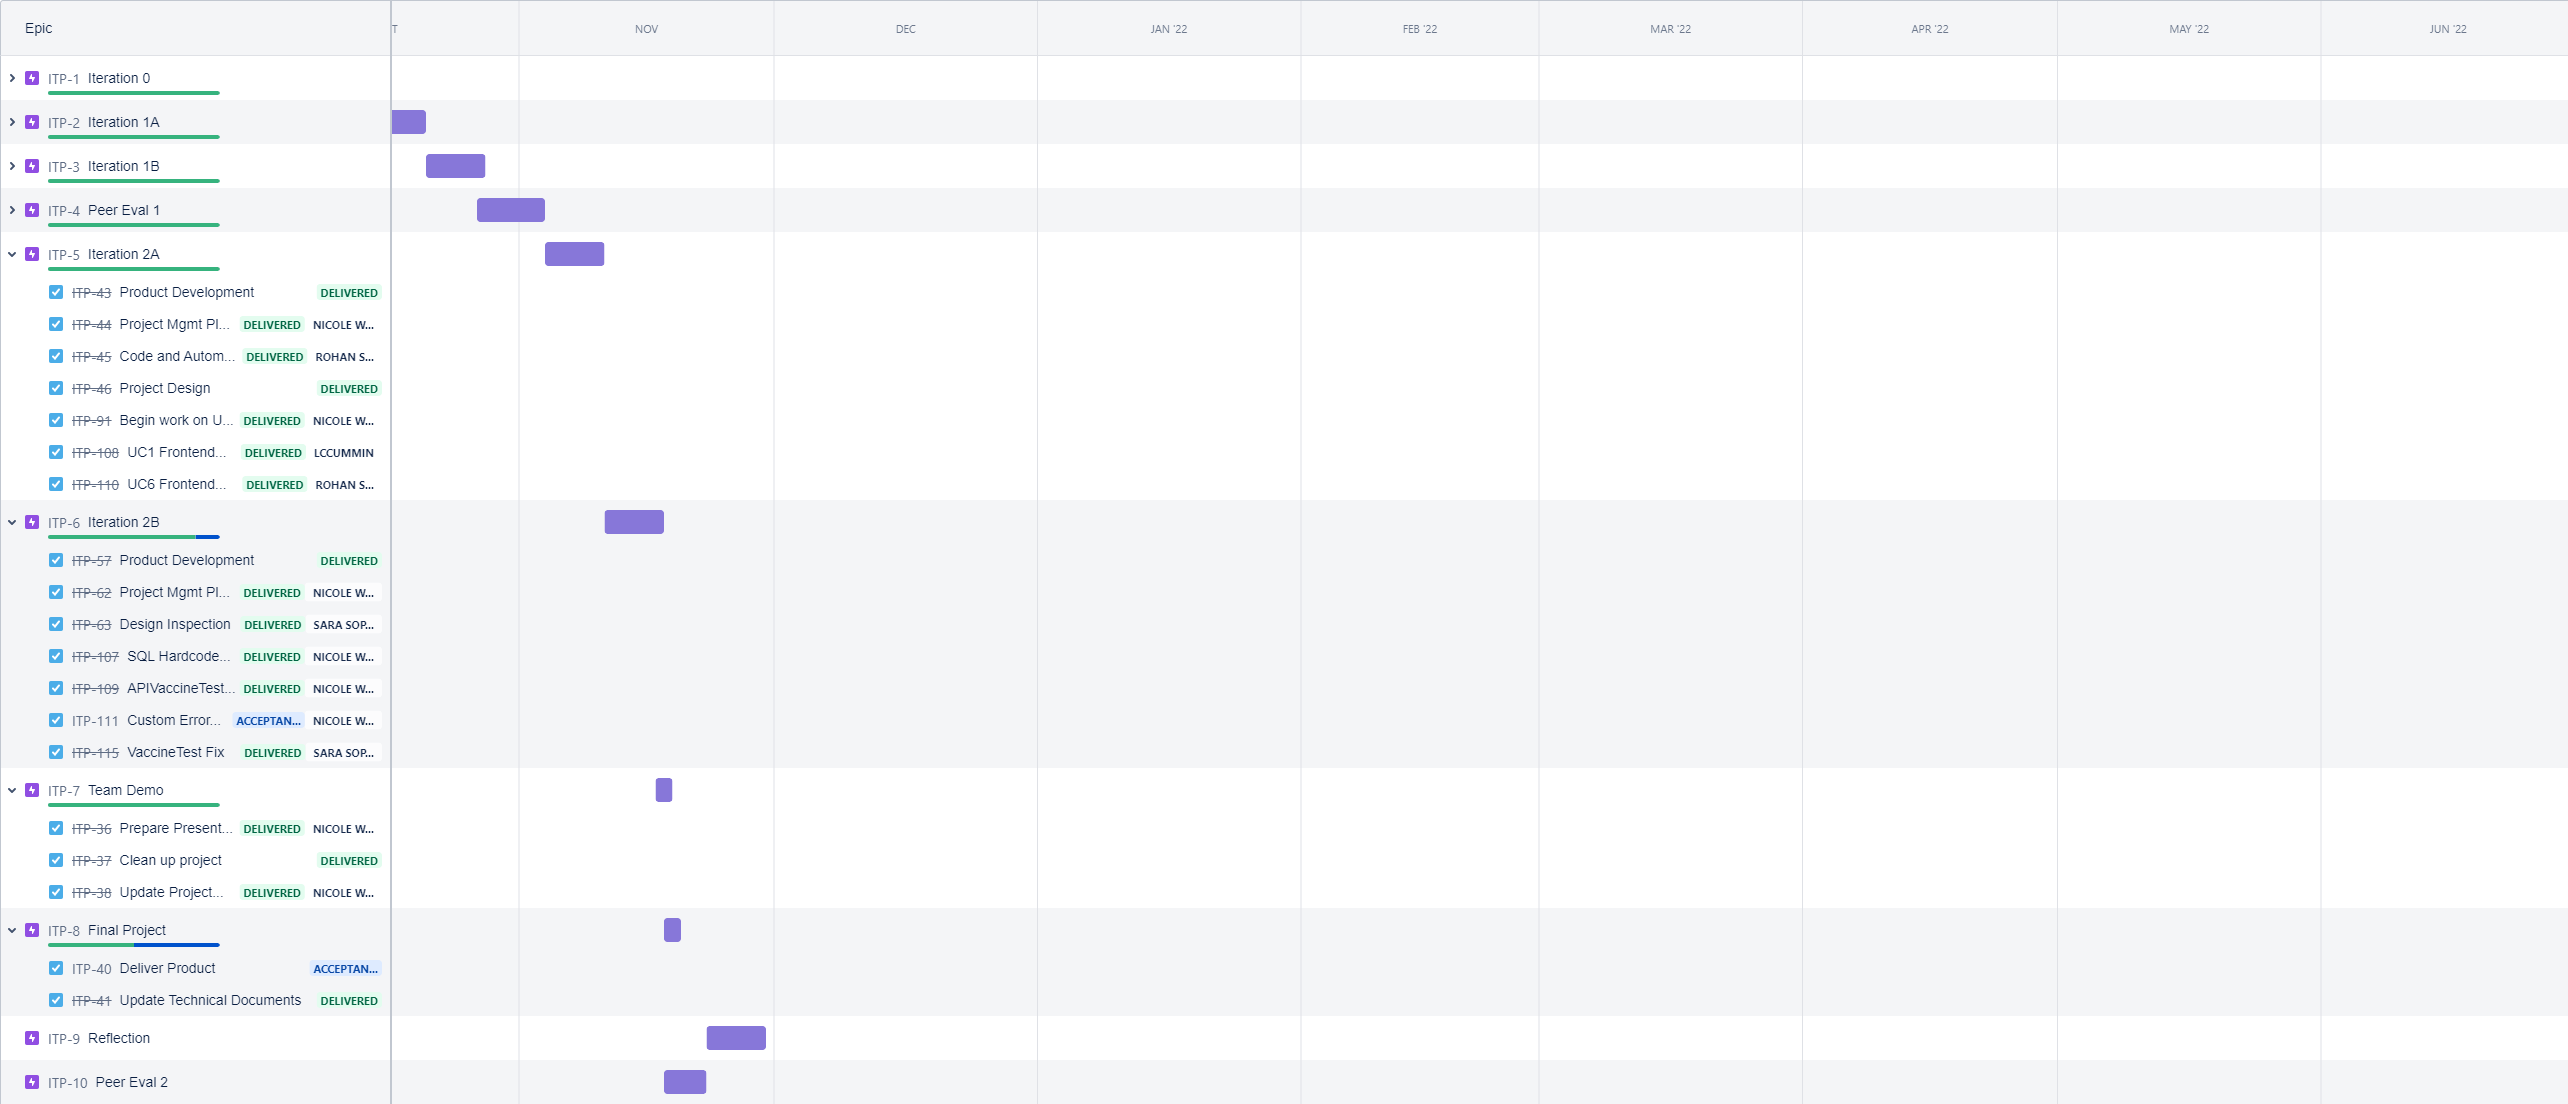 Epic T NOV DEC JAN '22 FEB '22 MAR '22 APR '22 MAY '22 JUN '22
ITP-1 Iteration 0
ITP-2 Iteration 1A
ITP-3 Iteration 1B
ITP-4 Peer Eval 1
ITP-5 Iteration 2A
ITP-43 Product Development DELIVERED
ITP-44 Project Mgmt Pl... DELIVERED NICOLE W...
ITP-45 Code and Autom... DELIVERED ROHAN S...
ITP-46 Project Design DELIVERED
ITP-91 Begin work on U... DELIVERED NICOLE W...
ITP-108 UC1 Frontend... DELIVERED LCCUMMIN
ITP-110 UC6 Frontend... DELIVERED ROHAN S...
ITP-6 Iteration 2B
ITP-57 Product Development DELIVERED
ITP-62 Project Mgmt Pl... DELIVERED NICOLE W...
ITP-63 Design Inspection DELIVERED SARA SOP...
ITP-107 SQL Hardcode... DELIVERED NICOLE W...
ITP-109 APIVaccineTest... DELIVERED NICOLE W...
ITP-111 Custom Error... ACCEPTAN... NICOLE W...
ITP-115 VaccineTest Fix DELIVERED SARA SOP...
ITP-7 Team Demo
ITP-36 Prepare Present... DELIVERED NICOLE W...
ITP-37 Clean up project DELIVERED
ITP-38 Update Project... DELIVERED NICOLE W...
ITP-8 Final Project
ITP-40 Deliver Product ACCEPTAN...
ITP-41 Update Technical Documents DELIVERED
ITP-9 Reflection
ITP-10 Peer Eval 2